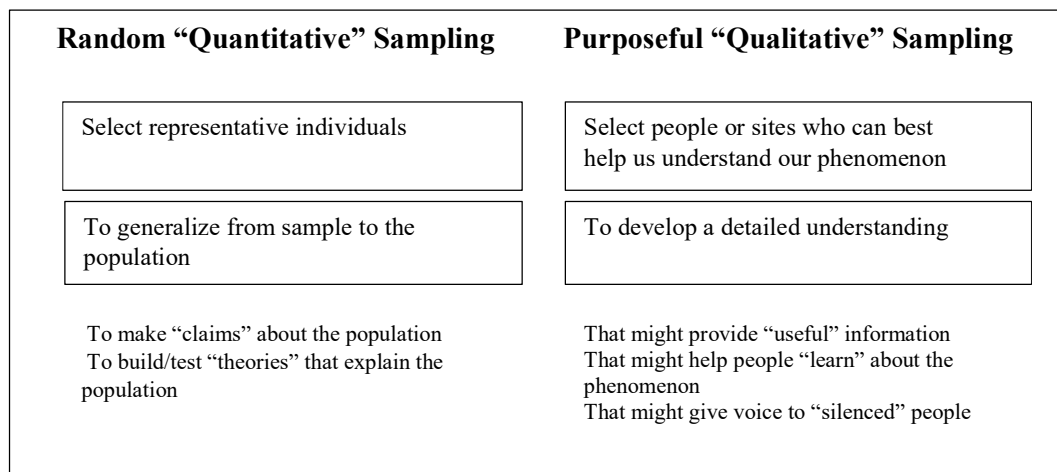 Random “Quantitative” Sampling
Select representative individuals
To generalize from sample to the
population
To make “claims” about the population
To build/test “theories” that explain the
population
Purposeful “Qualitative” Sampling
Select people or sites who can best
help us understand our phenomenon
To develop a detailed understanding
That might provide “useful” information
That might help people “learn” about the
phenomenon
That might give voice to “silenced” people